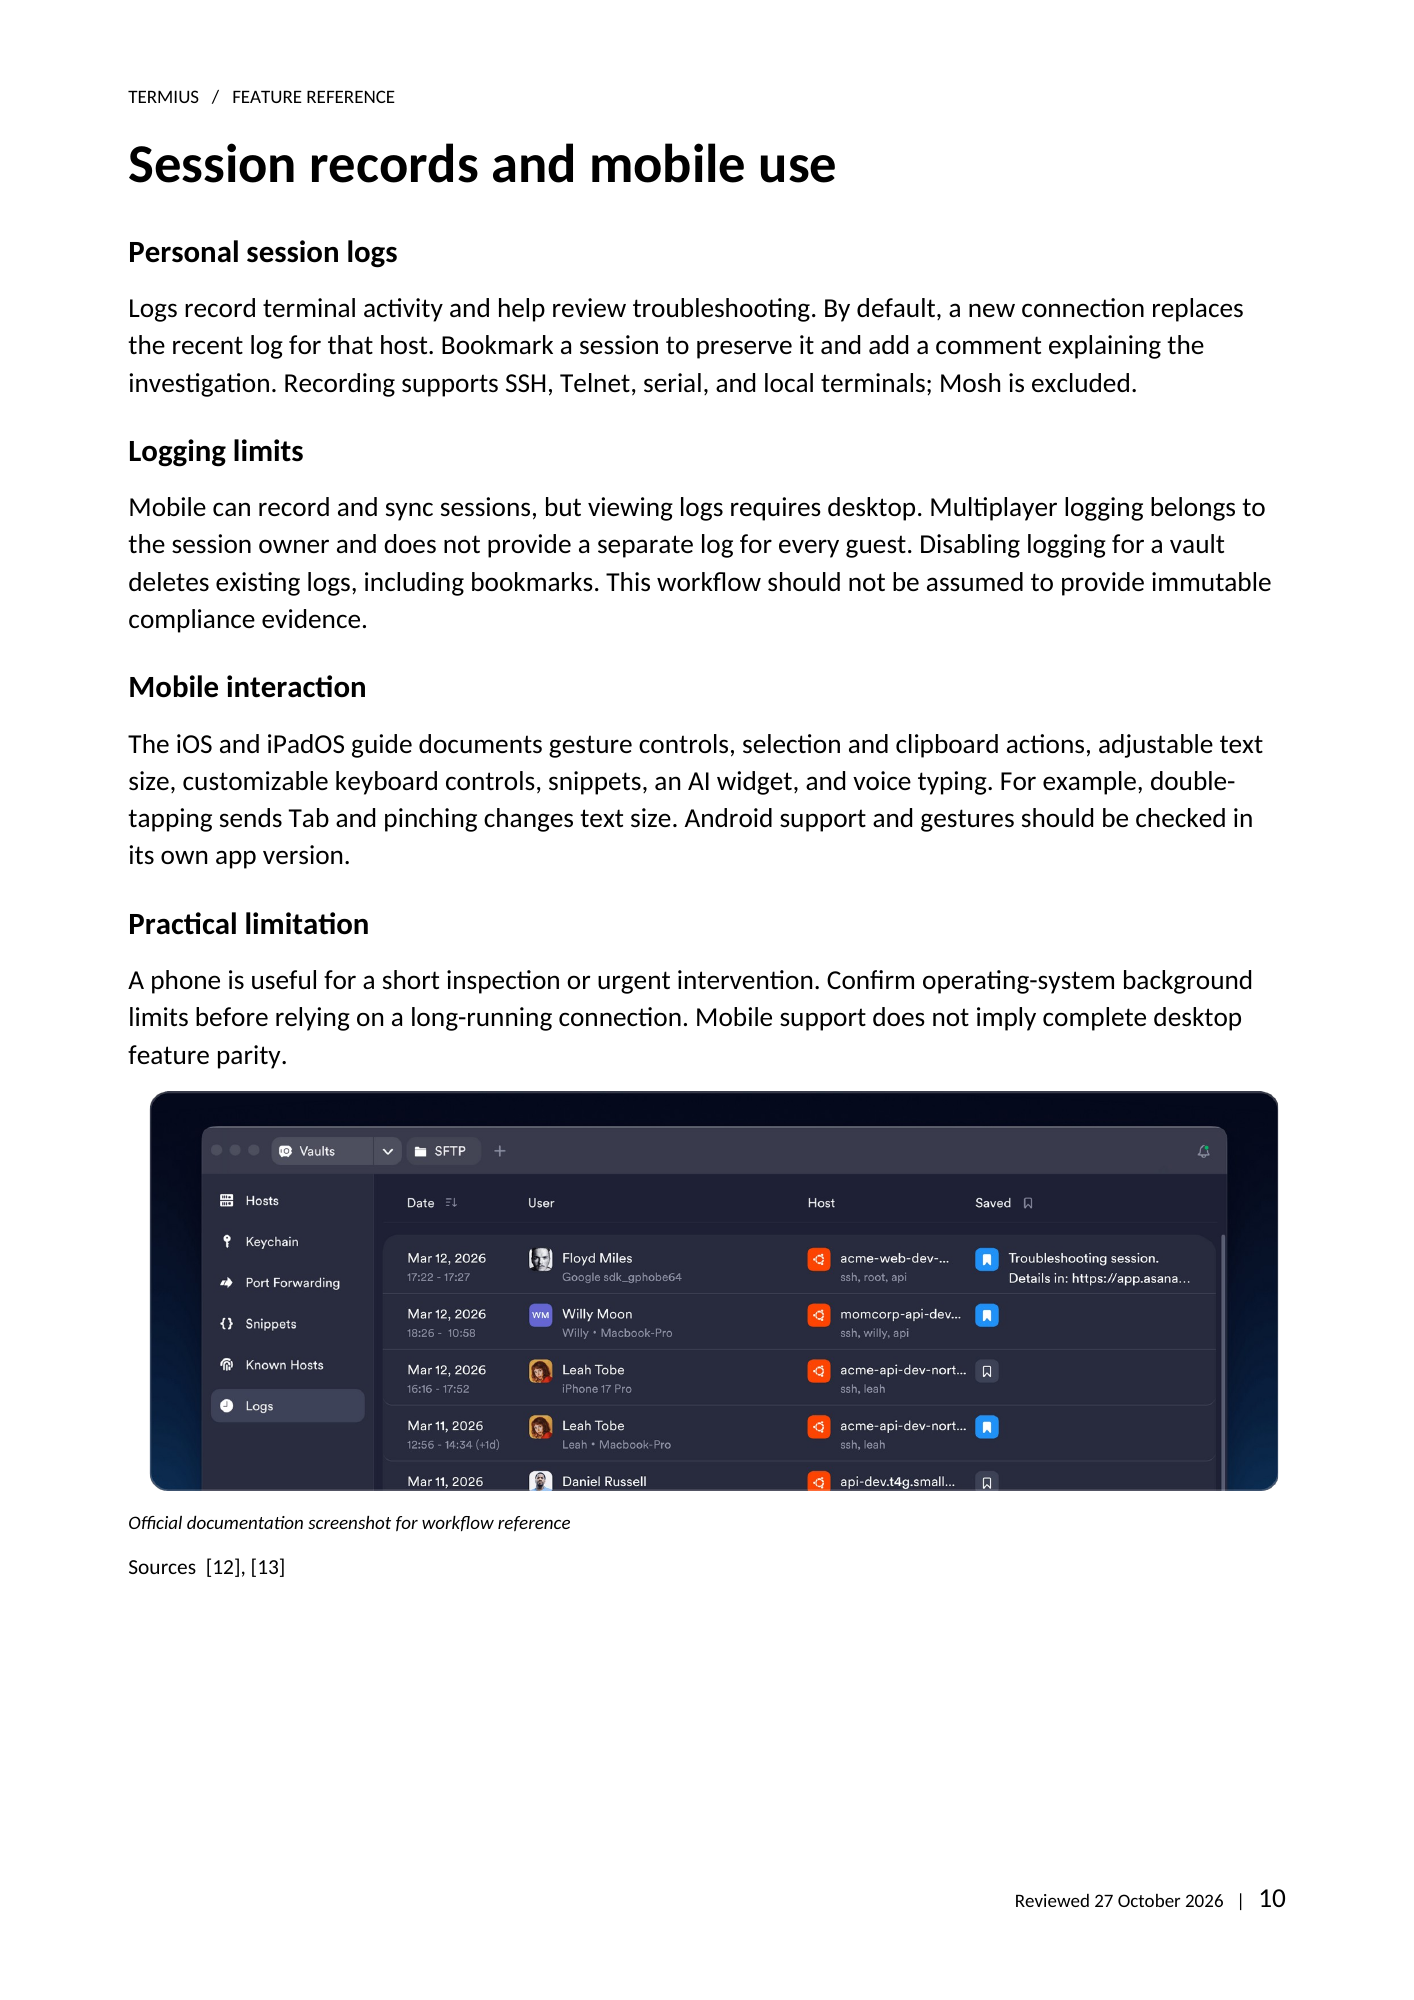 TERMIUS / FEATURE REFERENCE
Session records and mobile use
Personal session logs
Logs record terminal activity and help review troubleshooting. By default, a new connection replaces
the recent log for that host. Bookmark a session to preserve it and add a comment explaining the
investigation. Recording supports SSH, Telnet, serial, and local terminals; Mosh is excluded.
Logging limits
Mobile can record and sync sessions, but viewing logs requires desktop. Multiplayer logging belongs to
the session owner and does not provide a separate log for every guest. Disabling logging for a vault
deletes existing logs, including bookmarks. This workflow should not be assumed to provide immutable
compliance evidence.
Mobile interaction
The iOS and iPadOS guide documents gesture controls, selection and clipboard actions, adjustable text
size, customizable keyboard controls, snippets, an AI widget, and voice typing. For example, double-
tapping sends Tab and pinching changes text size. Android support and gestures should be checked in
its own app version.
Practical limitation
A phone is useful for a short inspection or urgent intervention. Confirm operating-system background
limits before relying on a long-running connection. Mobile support does not imply complete desktop
feature parity.
Vaults SFTP
Hosts
Keychain
Port Forwarding
Snippets
Known Hosts
Logs
Date User Host Saved
Mar 12, 2026 Floyd Miles acme-web-dev-... Troubleshooting session.
17:22 - 17:27 Google sdk_gphobe64 ssh, root, api Details in: https://app.asana...
Mar 12, 2026 WM Willy Moon momcorp-api-dev...
18:26 - 10:58 Willy • Macbook-Pro ssh, willy, api
Mar 12, 2026 Leah Tobe acme-api-dev-nort...
16:16 - 17:52 iPhone 17 Pro ssh, leah
Mar 11, 2026 Leah Tobe acme-api-dev-nort...
12:56 - 14:34 (+1d) Leah • Macbook-Pro ssh, leah
Mar 11, 2026 Daniel Russell api-dev.t4g.small...
Official documentation screenshot for workflow reference
Sources [12], [13]
Reviewed 27 October 2026 | 10